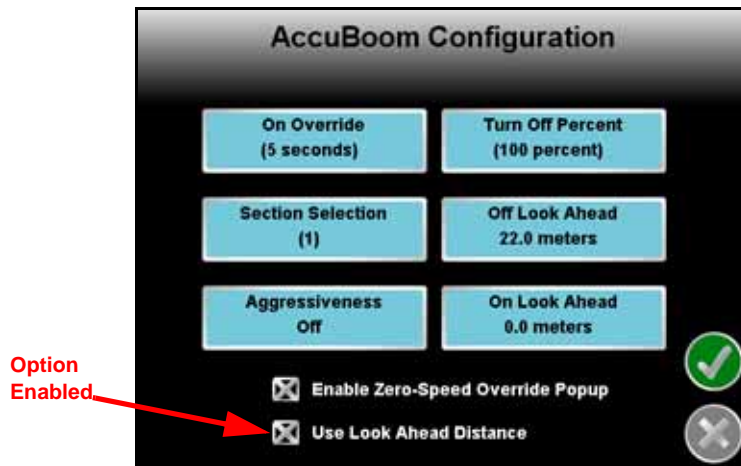 AccuBoom Configuration
On Override
(5 seconds)
Turn Off Percent
(100 percent)
Section Selection
(1)
Off Look Ahead
22.0 meters
Aggressiveness
Off
On Look Ahead
0.0 meters
Option
Enabled
Enable Zero-Speed Override Popup
Use Look Ahead Distance